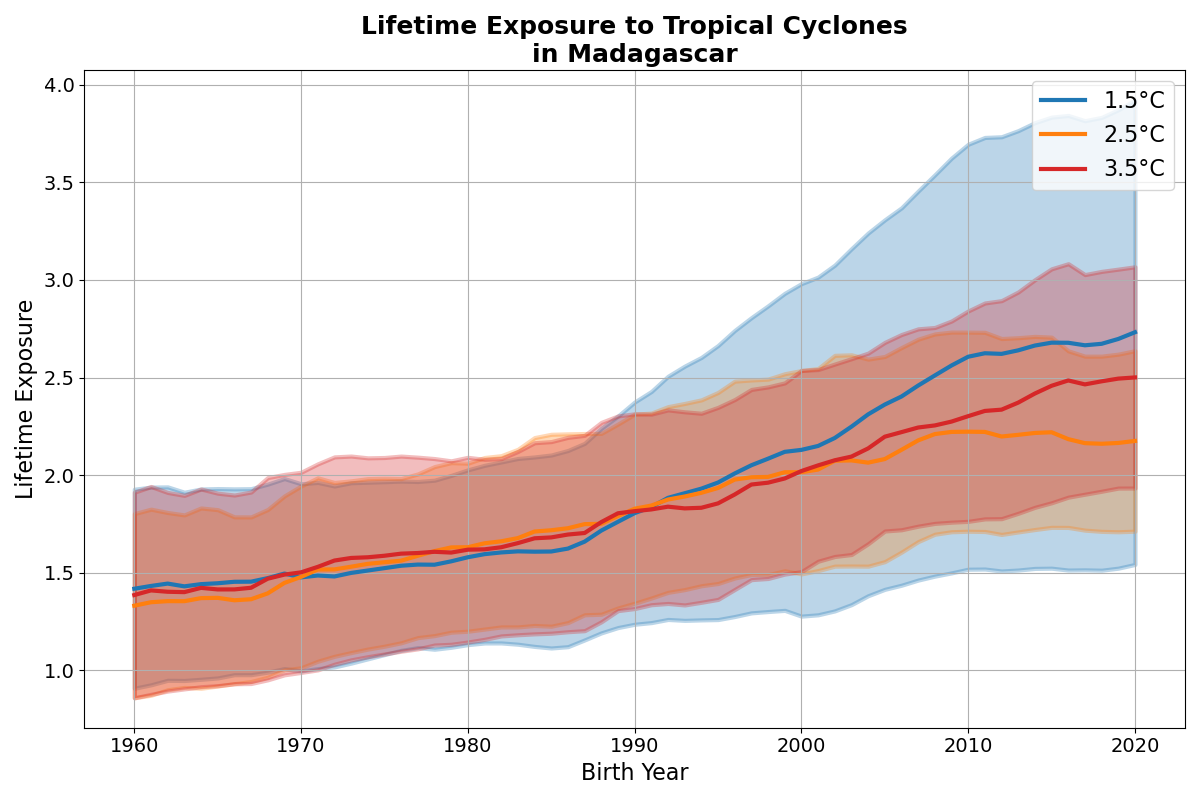 Lifetime Exposure to Tropical Cyclones
in Madagascar
4.0
3.5
3.0
2.5
2.0
1.5
1.0
Lifetime Exposure
1.5°C
2.5°C
3.5°C
1960 1970 1980 1990 2000 2010 2020
Birth Year